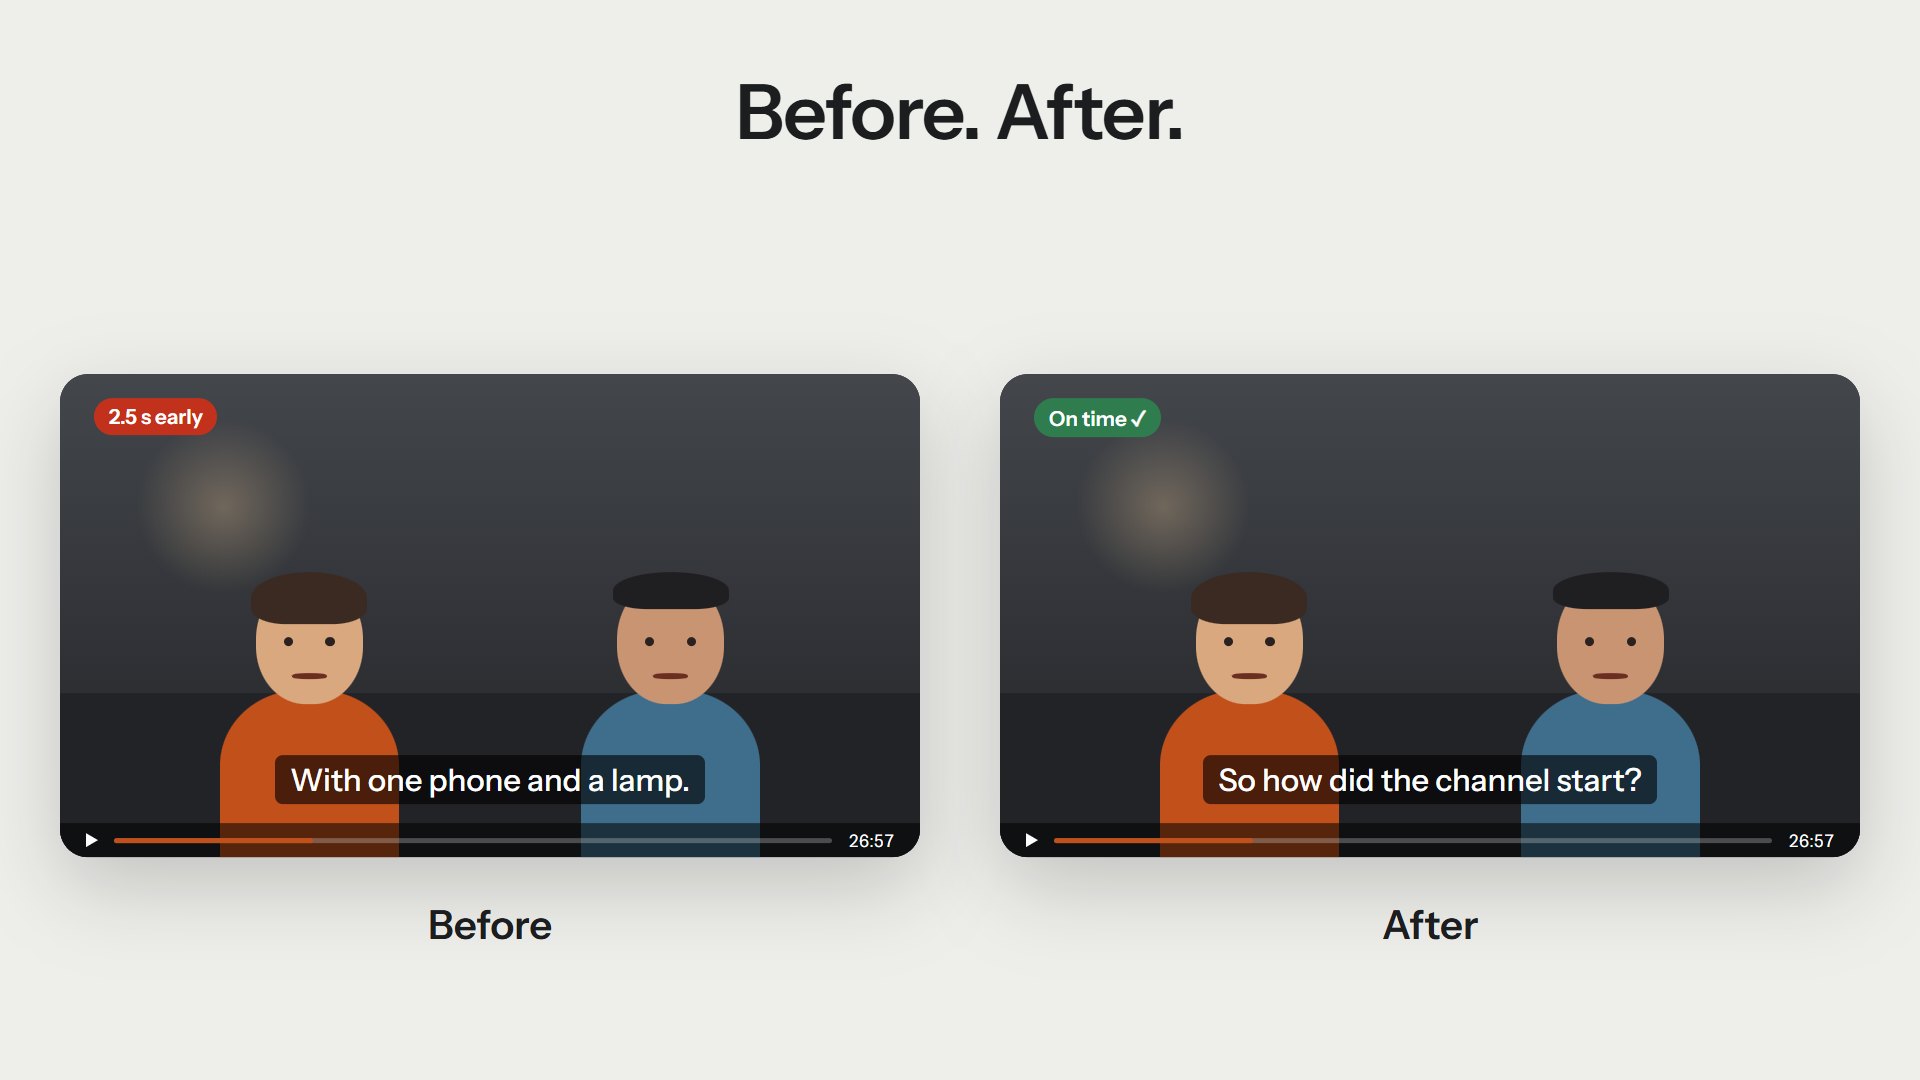 Before. After.
2.5 s early
With one phone and a lamp.
26:57
Before
On time ✓
So how did the channel start?
26:57
After